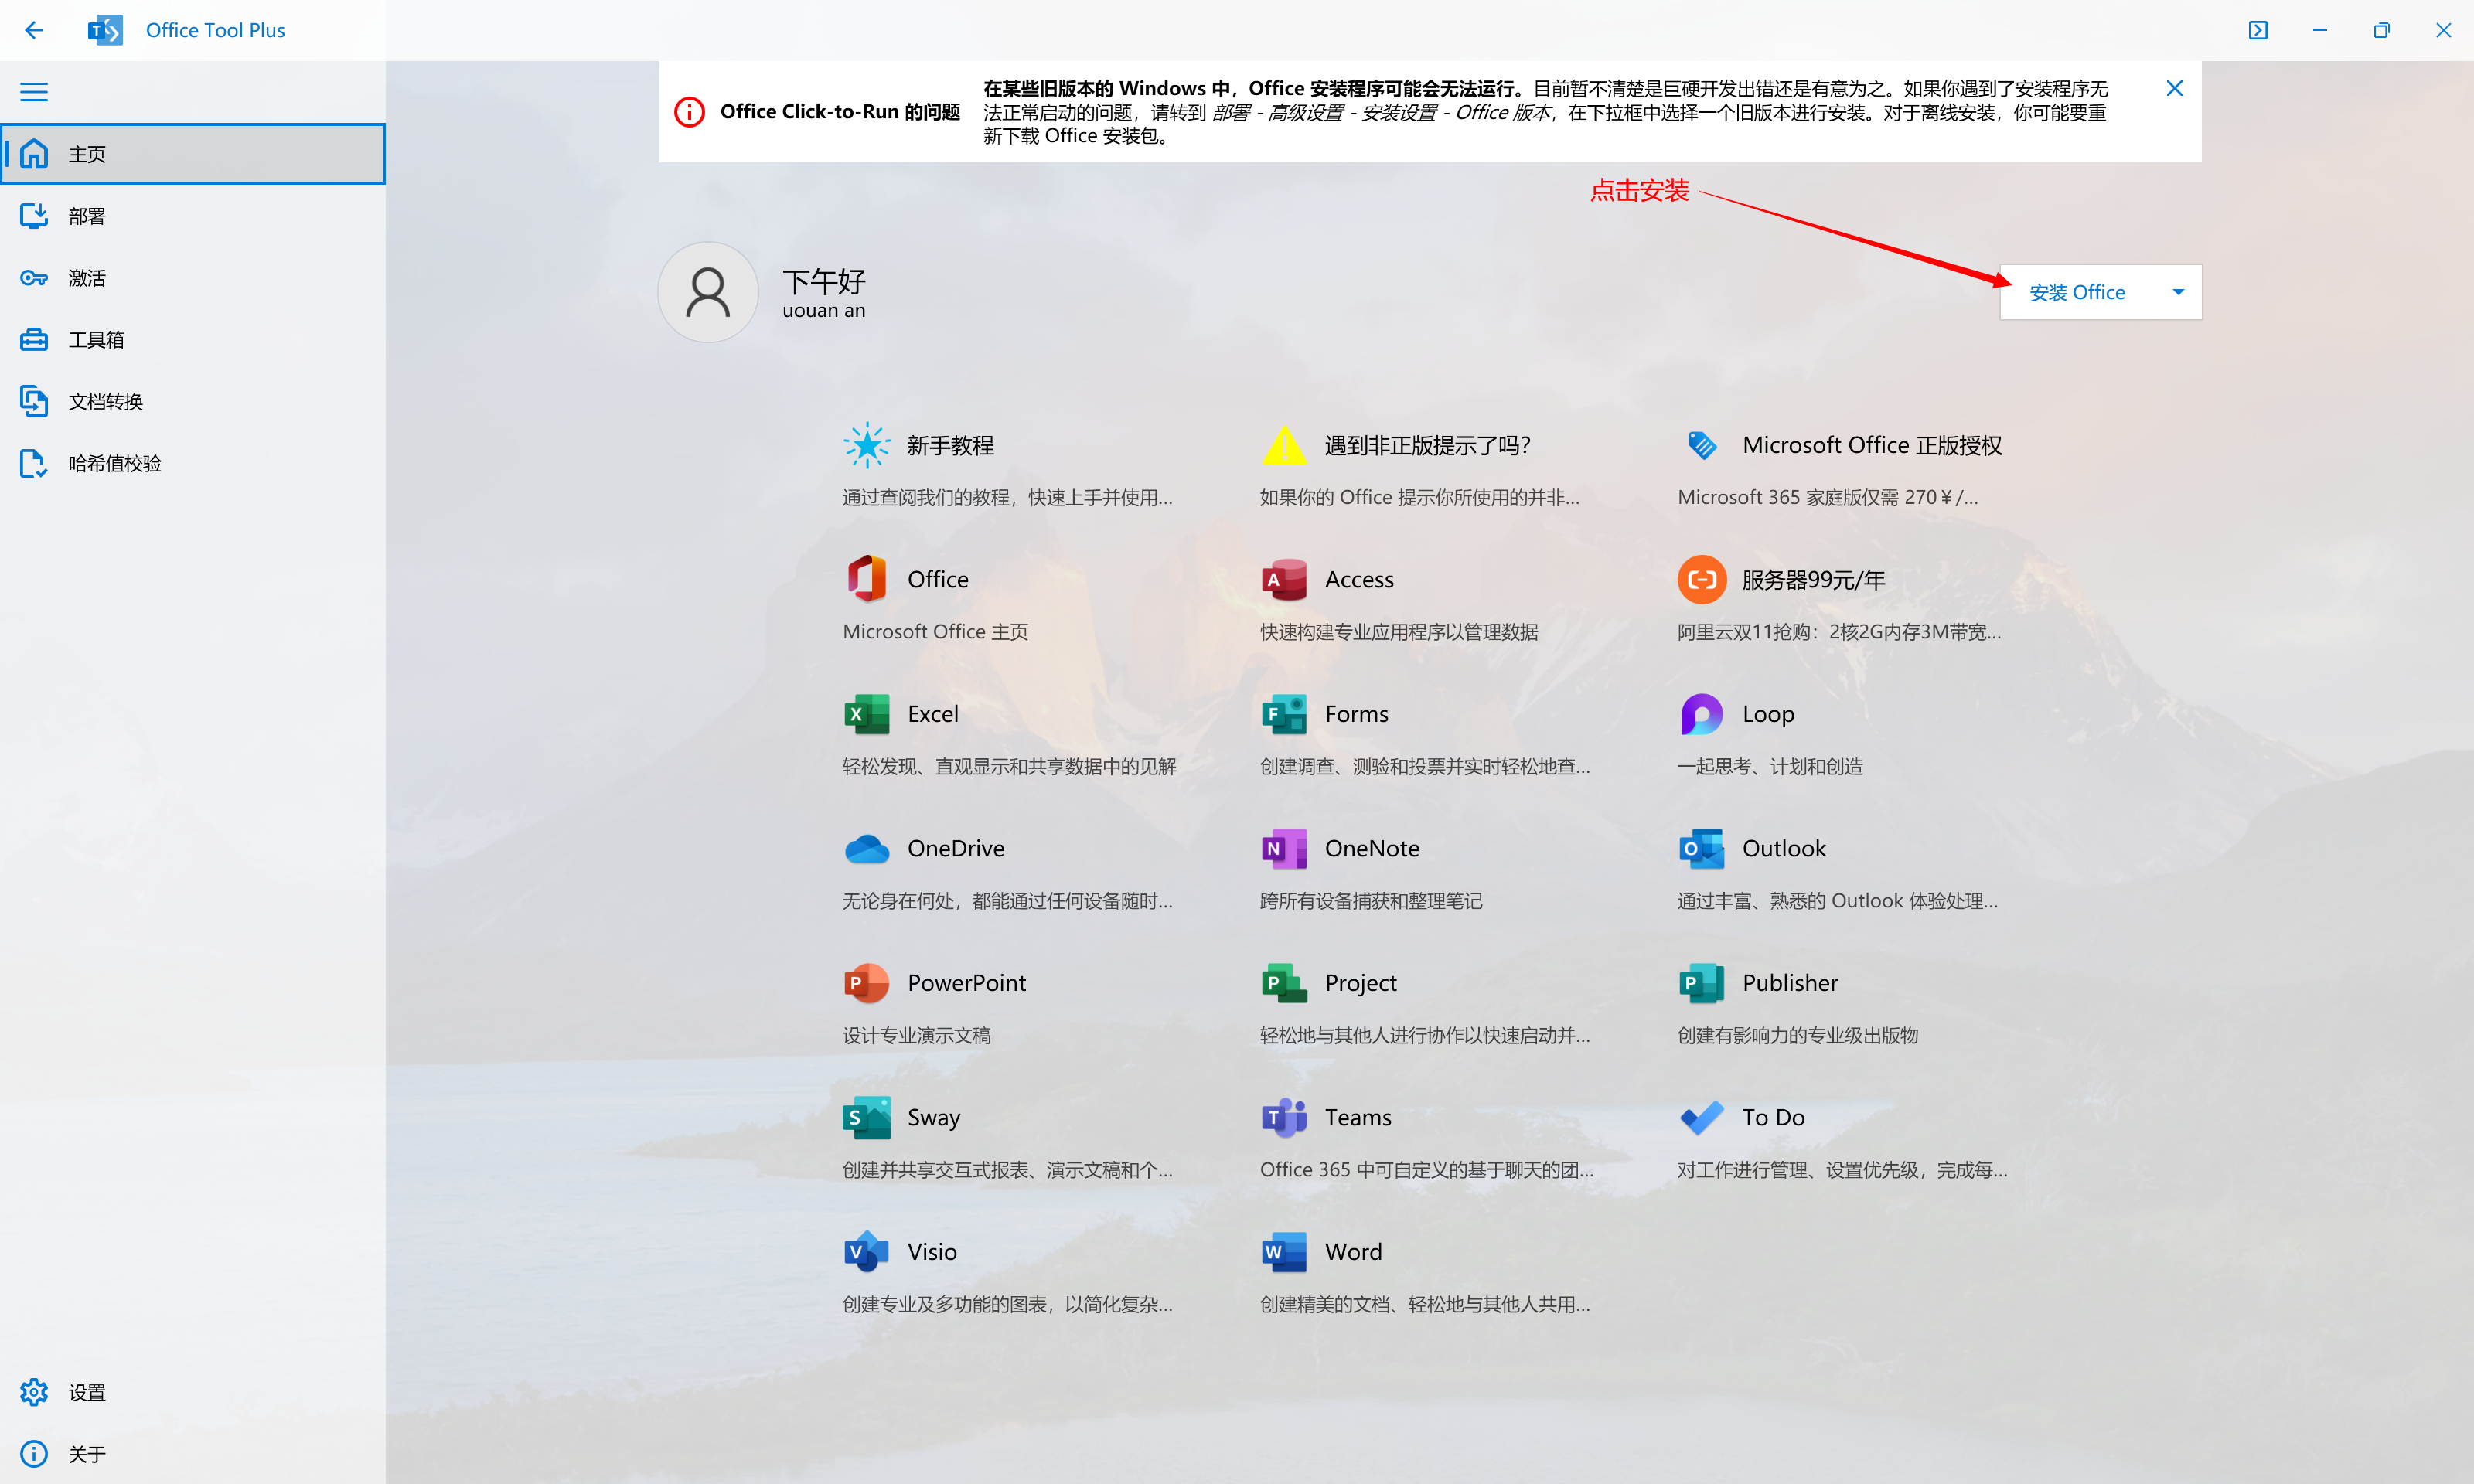 Office Tool Plus
Office Click-to-Run 的问题
在某些旧版本的 Windows 中，Office 安装程序可能会无法运行。目前暂不清楚是巨硬开发出错还是有意为之。如果你遇到了安装程序无
法正常启动的问题，请转到 部署 - 高级设置 - 安装设置 - Office 版本，在下拉框中选择一个旧版本进行安装。对于离线安装，你可能要重
新下载 Office 安装包。
主页
部署
激活
工具箱
文档转换
哈希值校验
设置
关于
点击安装
下午好
uouan an
安装 Office
新手教程
通过查阅我们的教程，快速上手并使用...
遇到非正版提示了吗？
如果你的 Office 提示你所使用的并非...
Microsoft Office 正版授权
Microsoft 365 家庭版仅需 270￥/...
Office
Microsoft Office 主页
Access
快速构建专业应用程序以管理数据
服务器99元/年
阿里云双11抢购：2核2G内存3M带宽...
Excel
轻松发现、直观显示和共享数据中的见解
Forms
创建调查、测验和投票并实时轻松地查...
Loop
一起思考、计划和创造
OneDrive
无论身在何处，都能通过任何设备随时...
OneNote
跨所有设备捕获和整理笔记
Outlook
通过丰富、熟悉的 Outlook 体验处理...
PowerPoint
设计专业演示文稿
Project
轻松地与其他人进行协作以快速启动并...
Publisher
创建有影响力的专业级出版物
Sway
创建并共享交互式报表、演示文稿和个...
Teams
Office 365 中可自定义的基于聊天的团...
To Do
对工作进行管理、设置优先级，完成每...
Visio
创建专业及多功能的图表，以简化复杂...
Word
创建精美的文档、轻松地与其他人共用...